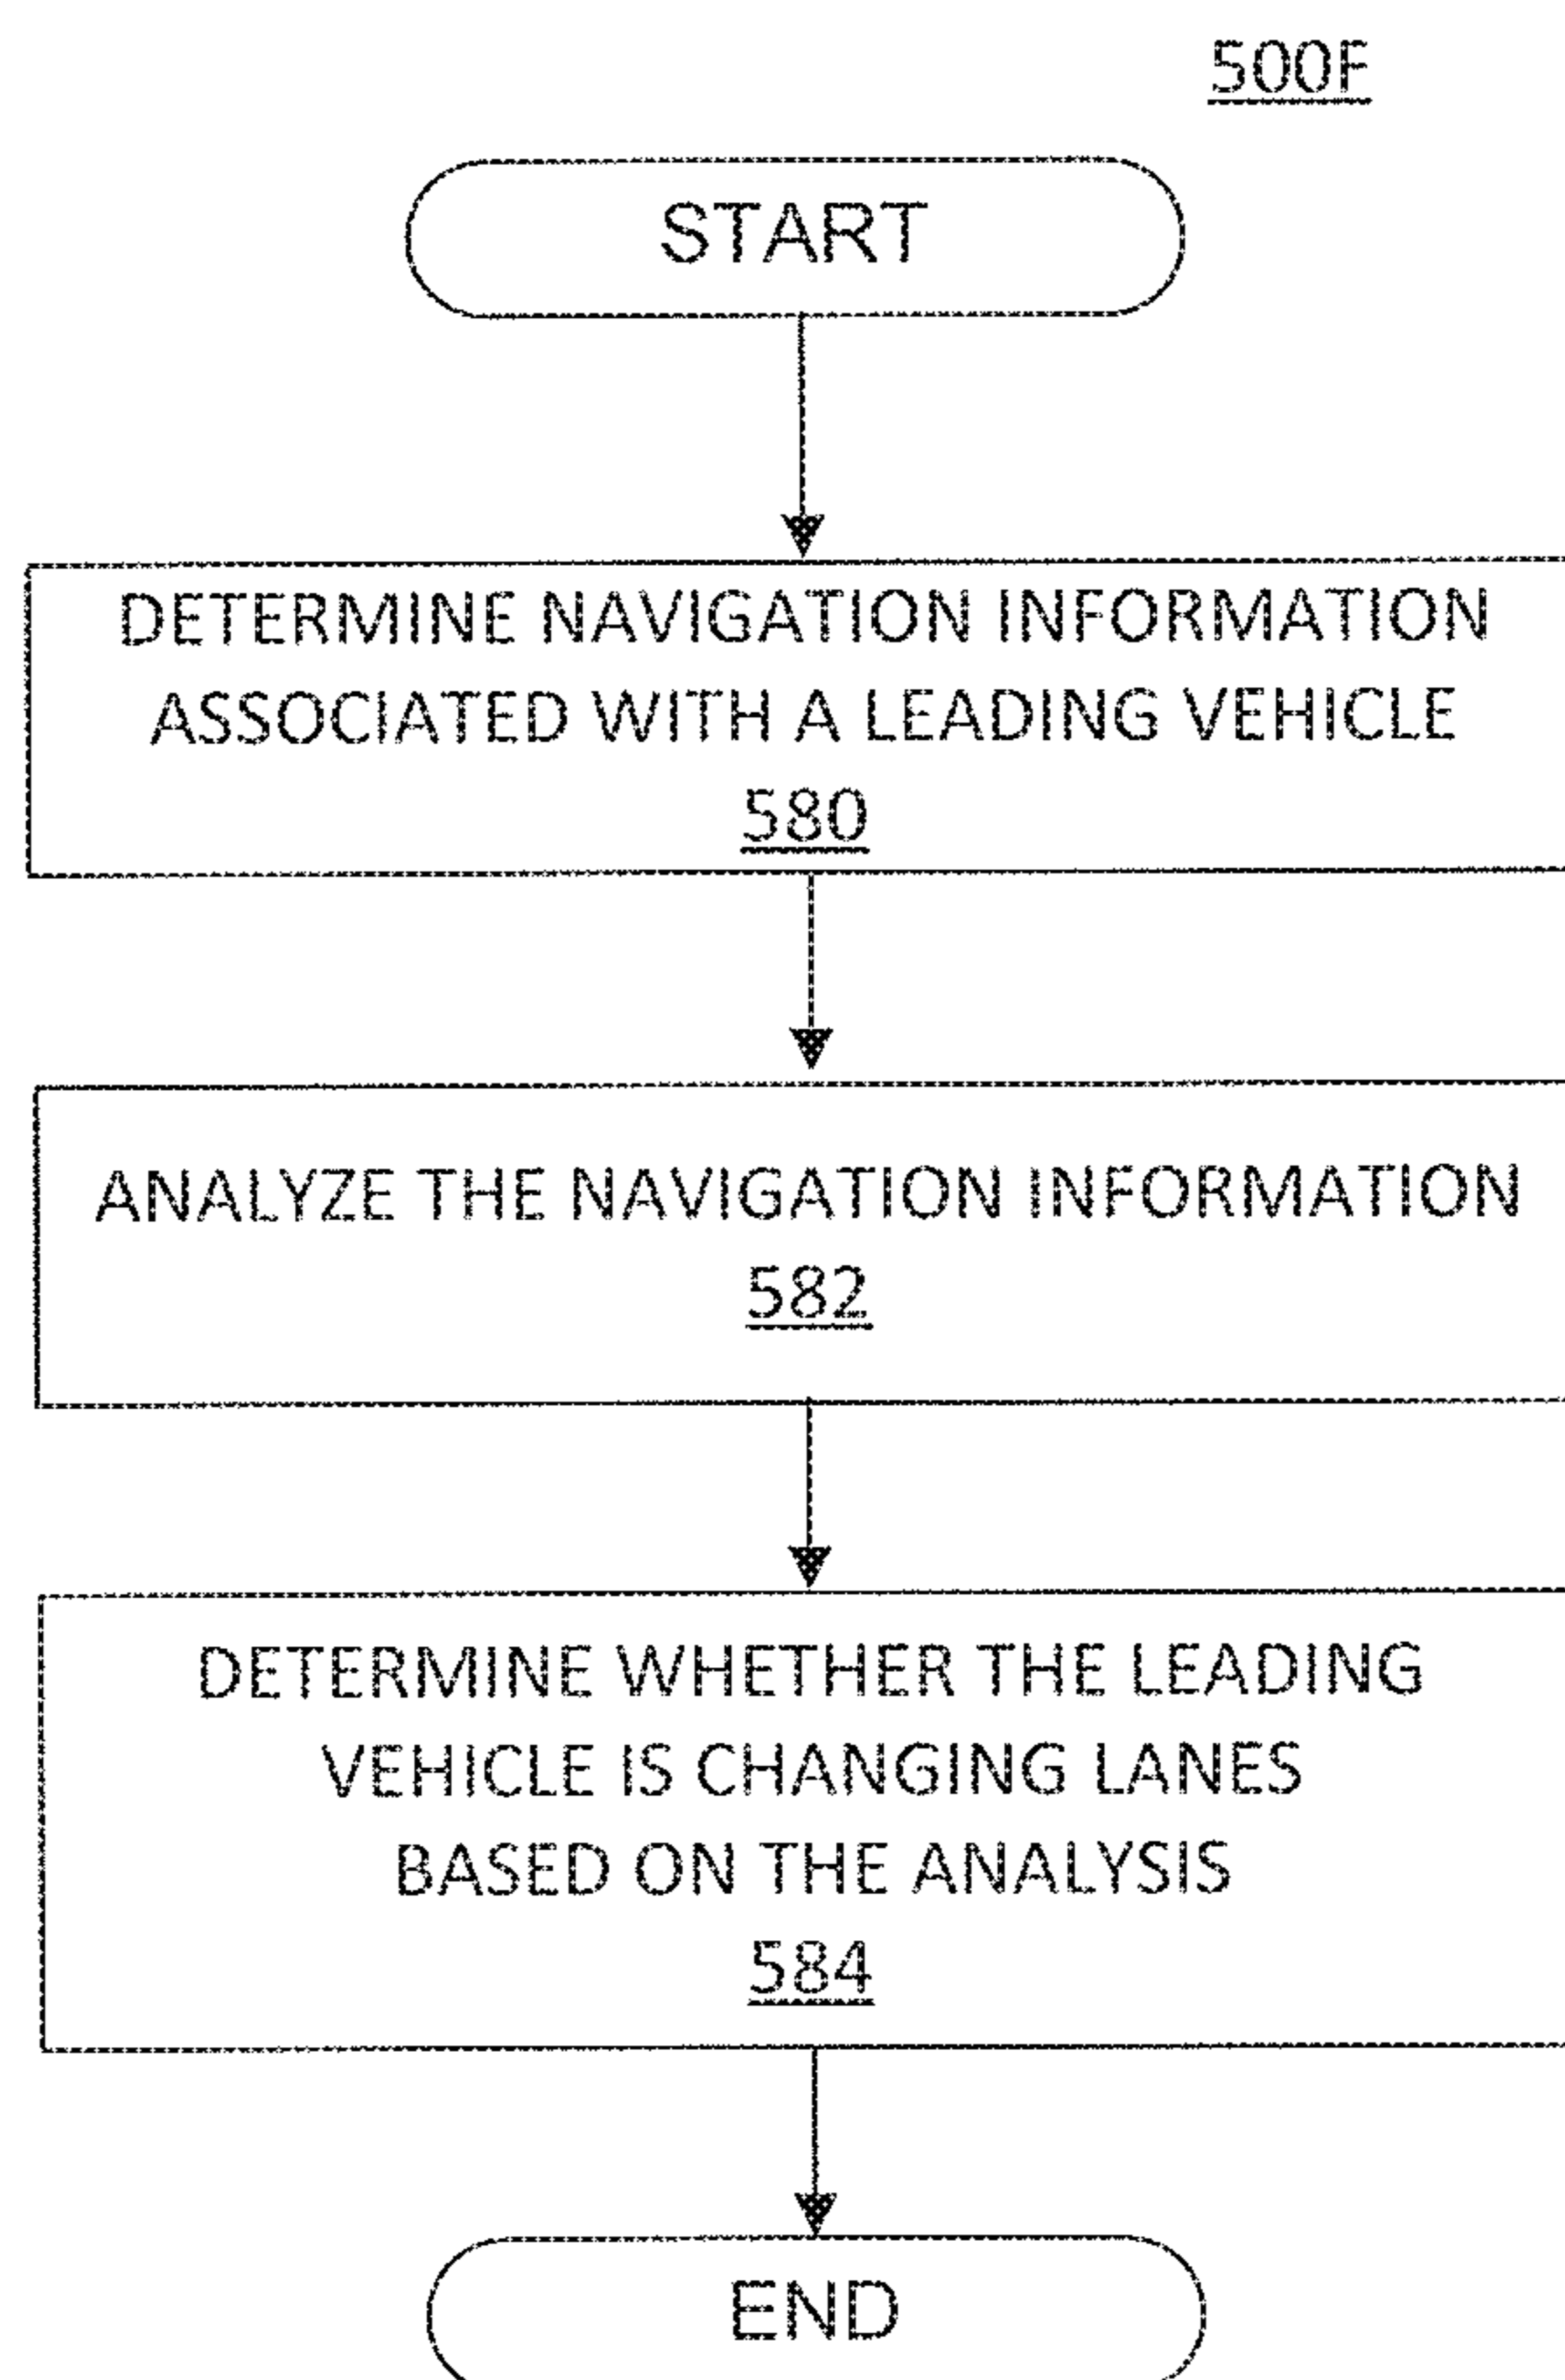 500F
START
DETERMINE NAVIGATION INFORMATION
ASSOCIATED WITH A LEADING VEHICLE
580
ANALYZE THE NAVIGATION INFORMATION
582
DETERMINE WHETHER THE LEADING
VEHICLE IS CHANGING LANES
BASED ON THE ANALYSIS
584
END